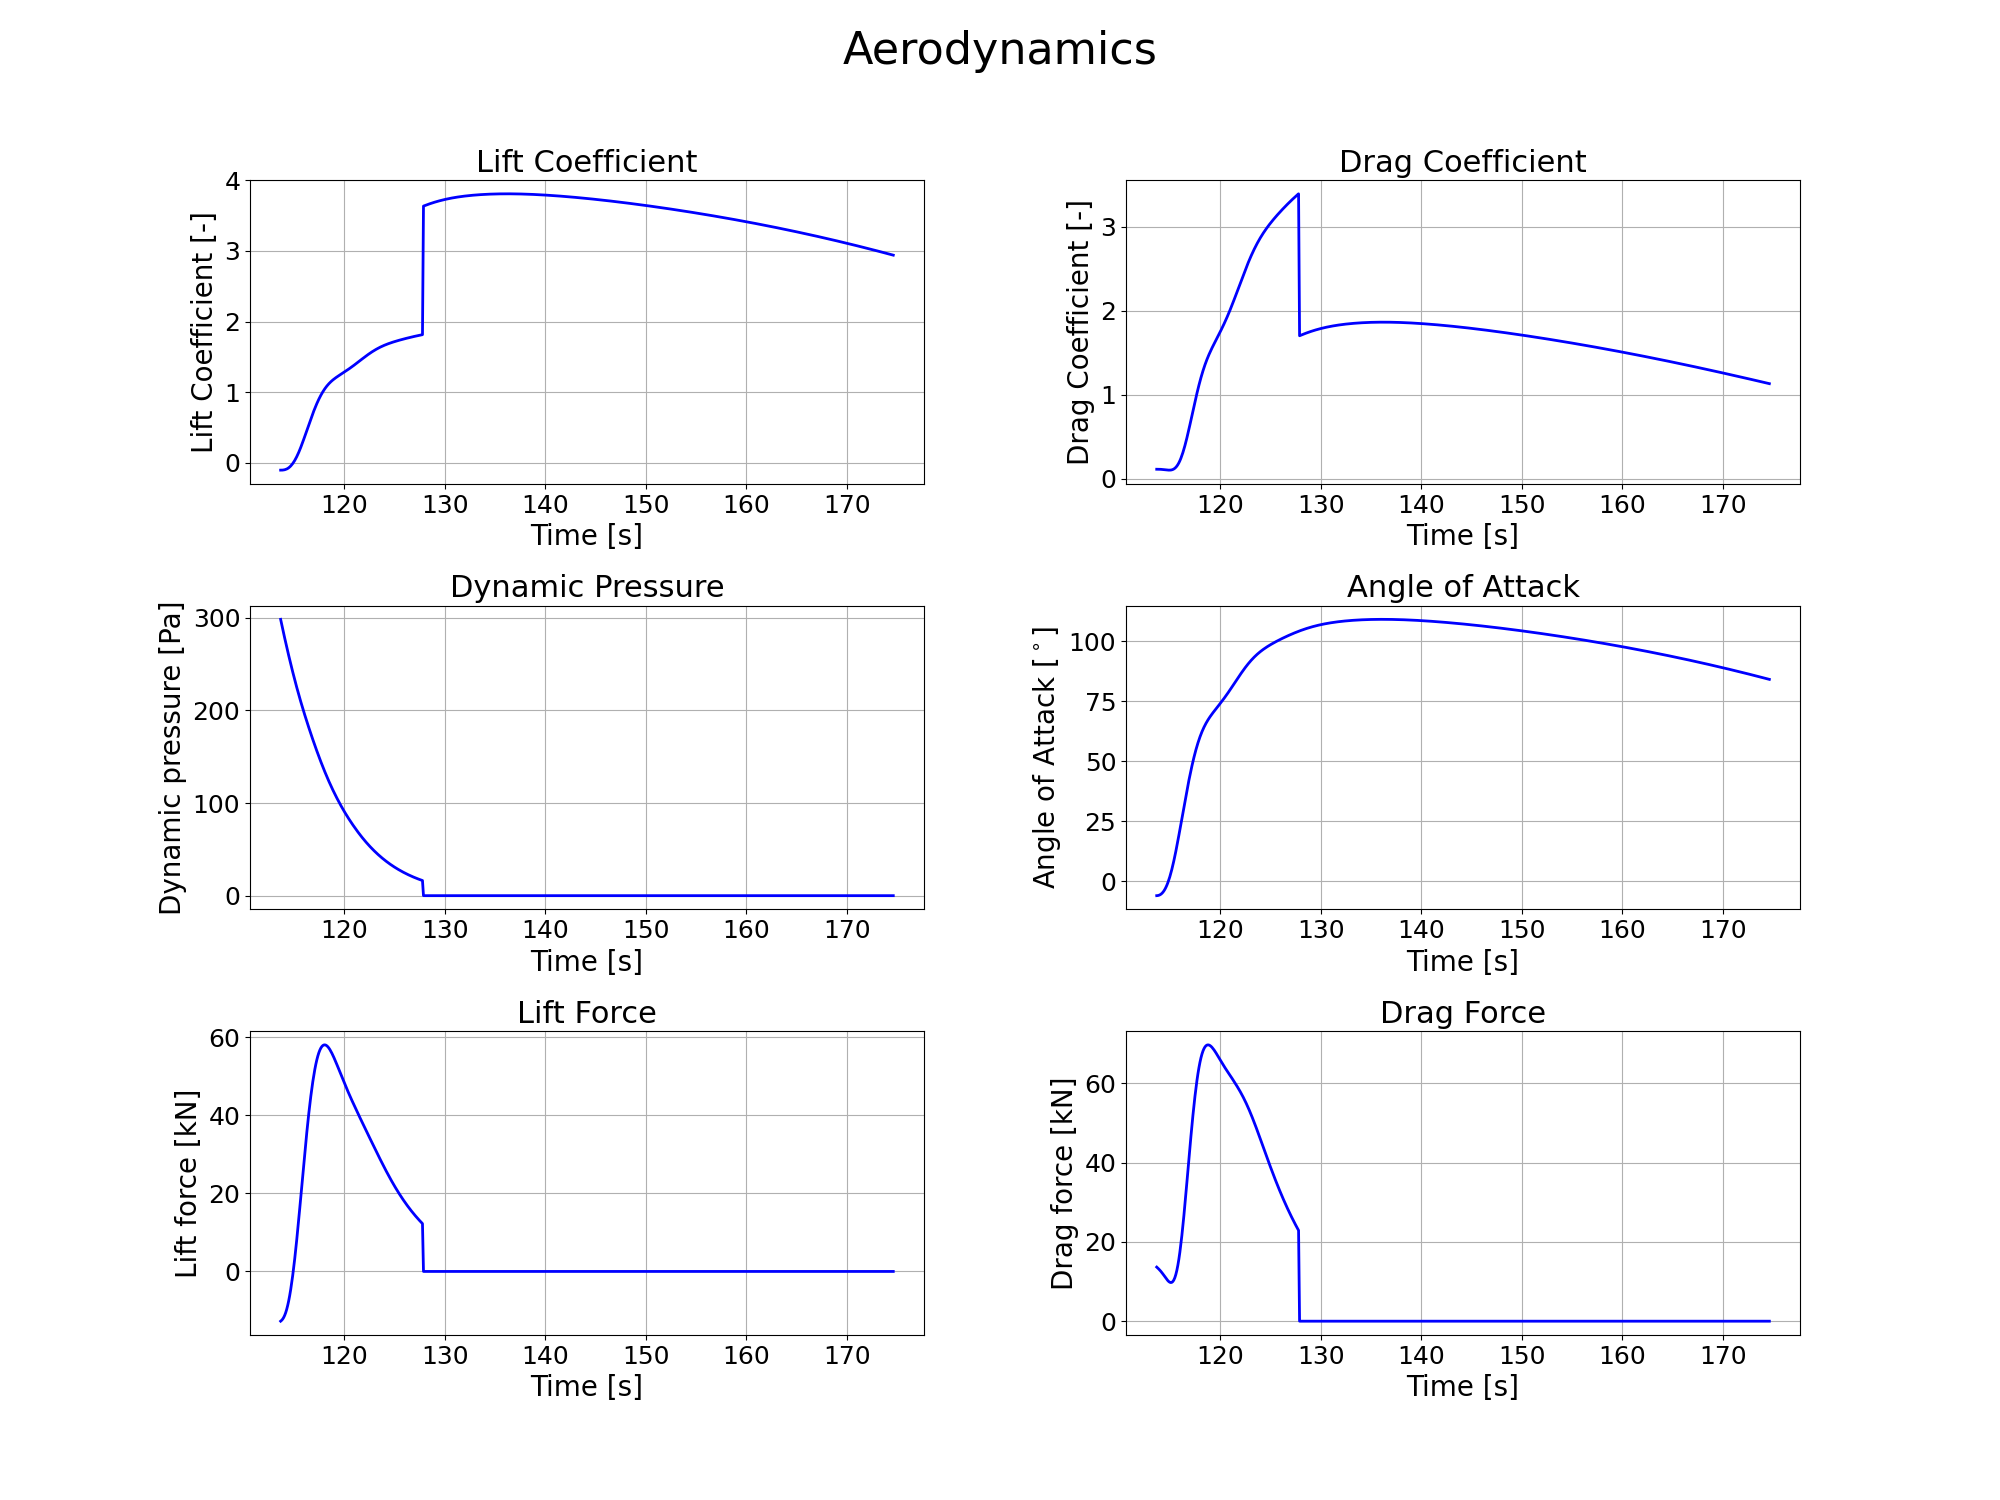 Aerodynamics
Lift Coefficient
Lift Coefficient [-]
4
3
2
1
0
120 130 140 150 160 170
Time [s]
Drag Coefficient
Drag Coefficient [-]
3
2
1
0
120 130 140 150 160 170
Time [s]
Dynamic Pressure
Dynamic pressure [Pa]
300
200
100
0
120 130 140 150 160 170
Time [s]
Angle of Attack
Angle of Attack [°]
100
75
50
25
0
120 130 140 150 160 170
Time [s]
Lift Force
Lift force [kN]
60
40
20
0
120 130 140 150 160 170
Time [s]
Drag Force
Drag force [kN]
60
40
20
0
120 130 140 150 160 170
Time [s]